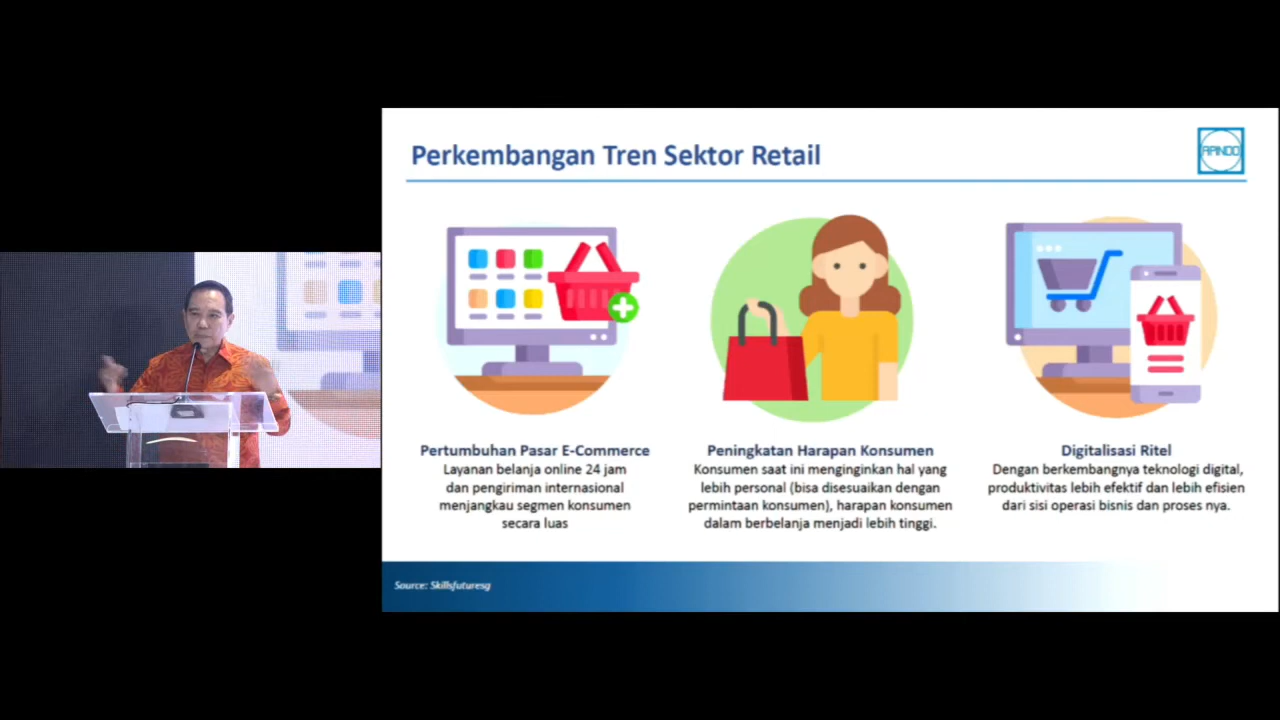 Perkembangan Tren Sektor Retail
APINDO
Pertumbuhan Pasar E-Commerce
Layanan belanja online 24 jam
dan pengiriman internasional
menjangkau segmen konsumen
secara luas
Peningkatan Harapan Konsumen
Konsumen saat ini menginginkan hal yang
lebih personal (bisa disesuaikan dengan
permintaan konsumen), harapan konsumen
dalam berbelanja menjadi lebih tinggi.
Digitalisasi Ritel
Dengan berkembangnya teknologi digital,
produktivitas lebih efektif dan lebih efisien
dari sisi operasi bisnis dan proses nya.
Source: Skillsfuturesg